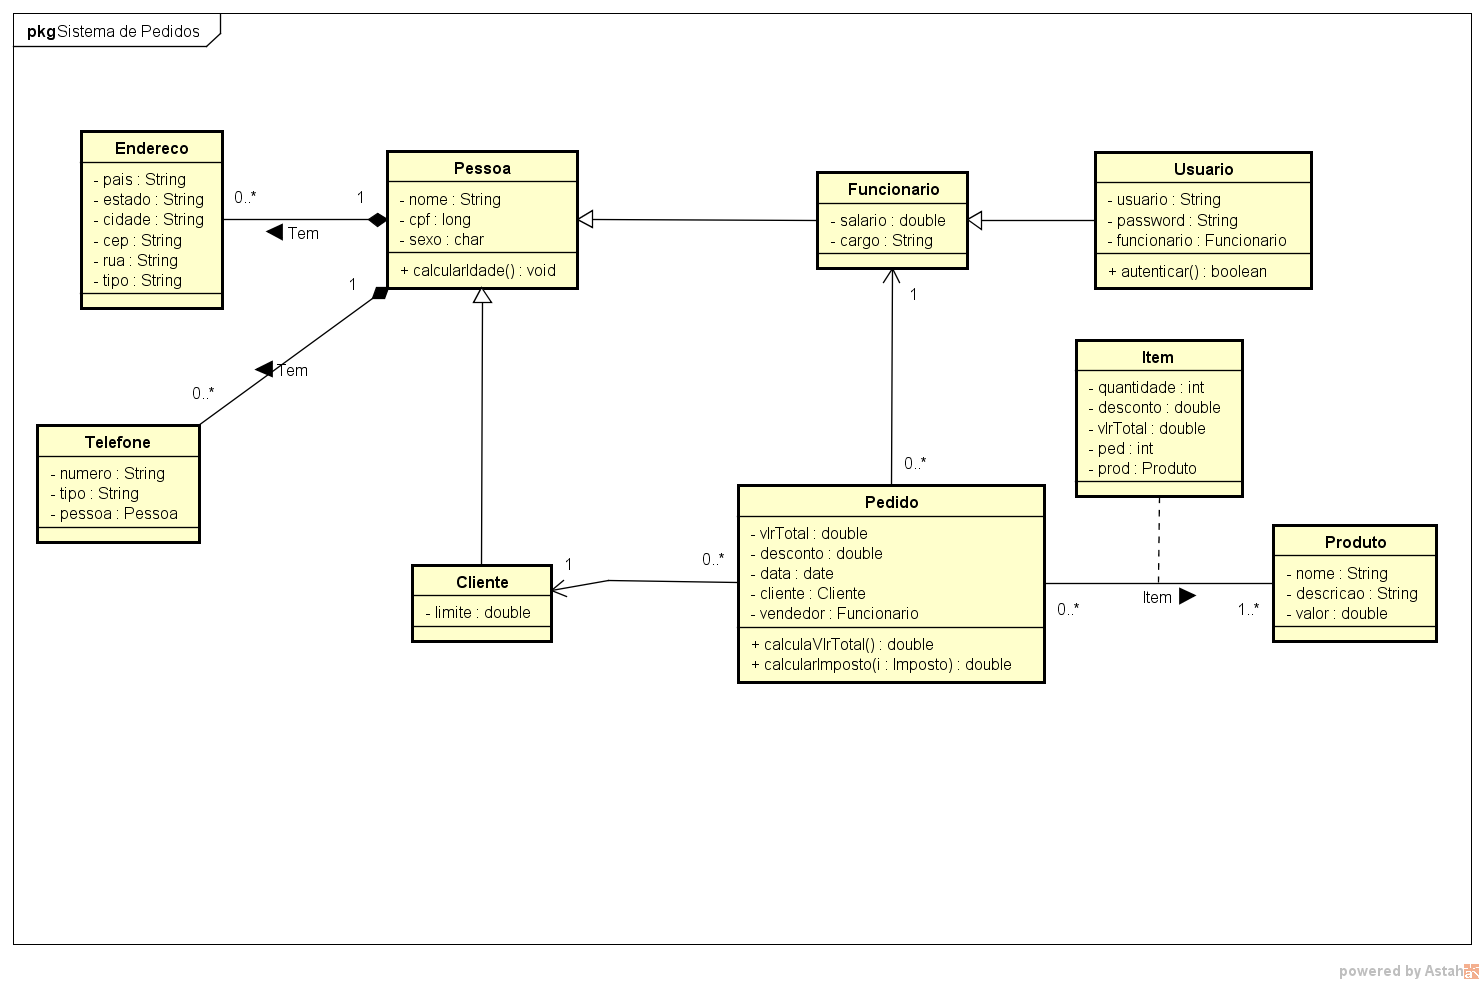 pkg Sistema de Pedidos
Endereco
- pais : String
- estado : String
- cidade : String
- cep : String
- rua : String
- tipo : String
0..*
1
Tem
Pessoa
- nome : String
- cpf : long
- sexo : char
+ calcularIdade() : void
Funcionario
- salario : double
- cargo : String
Usuario
- usuario : String
- password : String
- funcionario : Funcionario
+ autenticar() : boolean
1
Tem
0..*
1
0..*
Telefone
- numero : String
- tipo : String
- pessoa : Pessoa
Item
- quantidade : int
- desconto : double
- vlrTotal : double
- ped : int
- prod : Produto
Cliente
- limite : double
1
0..*
Pedido
- vlrTotal : double
- desconto : double
- data : date
- cliente : Cliente
- vendedor : Funcionario
+ calculaVlrTotal() : double
+ calcularImposto(i : Imposto) : double
0..*
Item
1..*
Produto
- nome : String
- descricao : String
- valor : double
powered by Astah